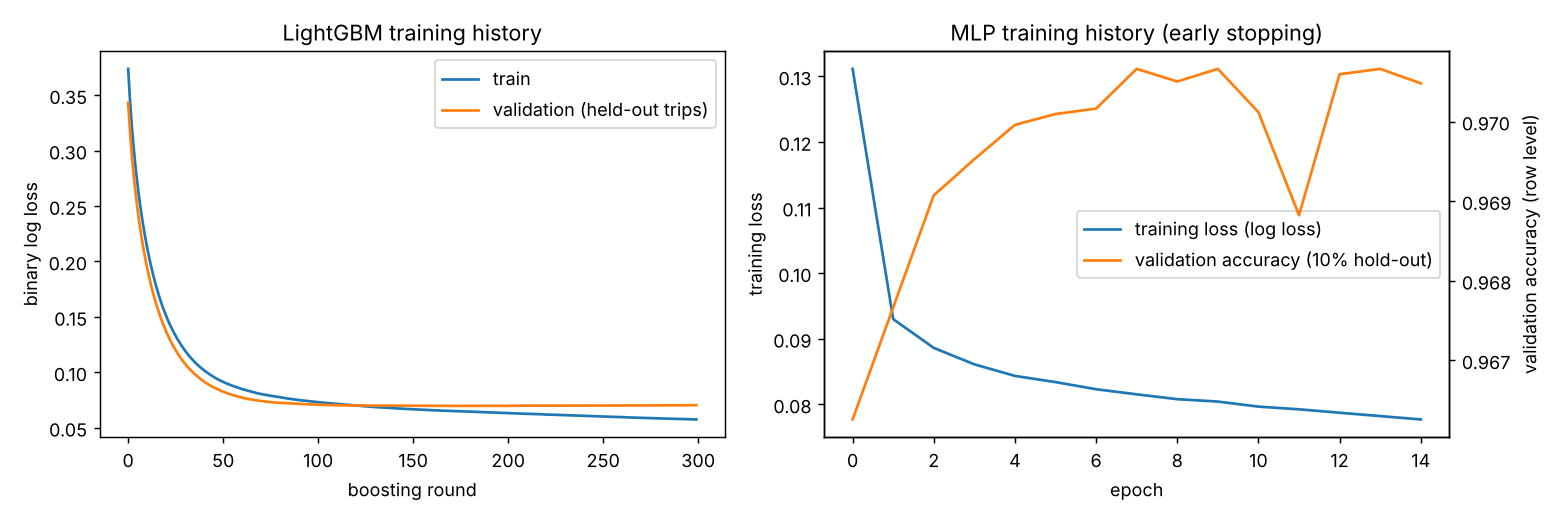 LightGBM training history
train
validation (held-out trips)
binary log loss
0.35
0.30
0.25
0.20
0.15
0.10
0.05
0 50 100 150 200 250 300
boosting round
MLP training history (early stopping)
training loss (log loss)
validation accuracy (10% hold-out)
training loss
0.13
0.12
0.11
0.10
0.09
0.08
0 2 4 6 8 10 12 14
epoch
0.970
0.969
0.968
0.967
validation accuracy (row level)